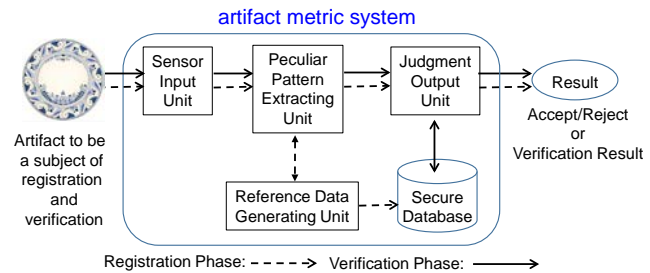 artifact metric system
Sensor
Input
Unit
Peculiar
Pattern
Extracting
Unit
Judgment
Output
Unit
Result
Accept/Reject
or
Verification Result
Artifact to be
a subject of
registration
and
verification
Reference Data
Generating Unit
Secure
Database
Registration Phase:
Verification Phase: